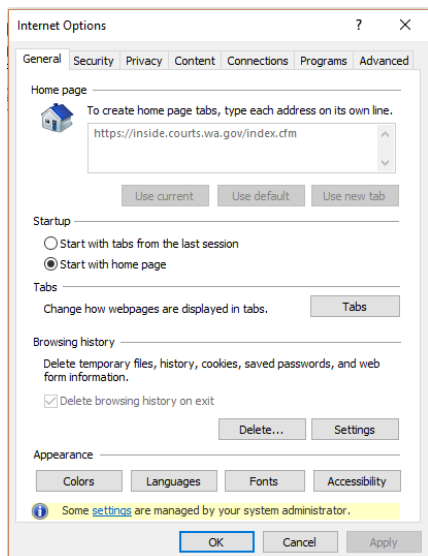 Internet Options ? X
General Security Privacy Content Connections Programs Advanced
Home page
To create home page tabs, type each address on its own line.
https://inside.courts.wa.gov/index.cfm
Use current Use default Use new tab
Startup
Start with tabs from the last session
Start with home page
Tabs
Change how webpages are displayed in tabs. Tabs
Browsing history
Delete temporary files, history, cookies, saved passwords, and web
form information.
Delete browsing history on exit
Delete... Settings
Appearance
Colors Languages Fonts Accessibility
Some settings are managed by your system administrator.
OK Cancel Apply